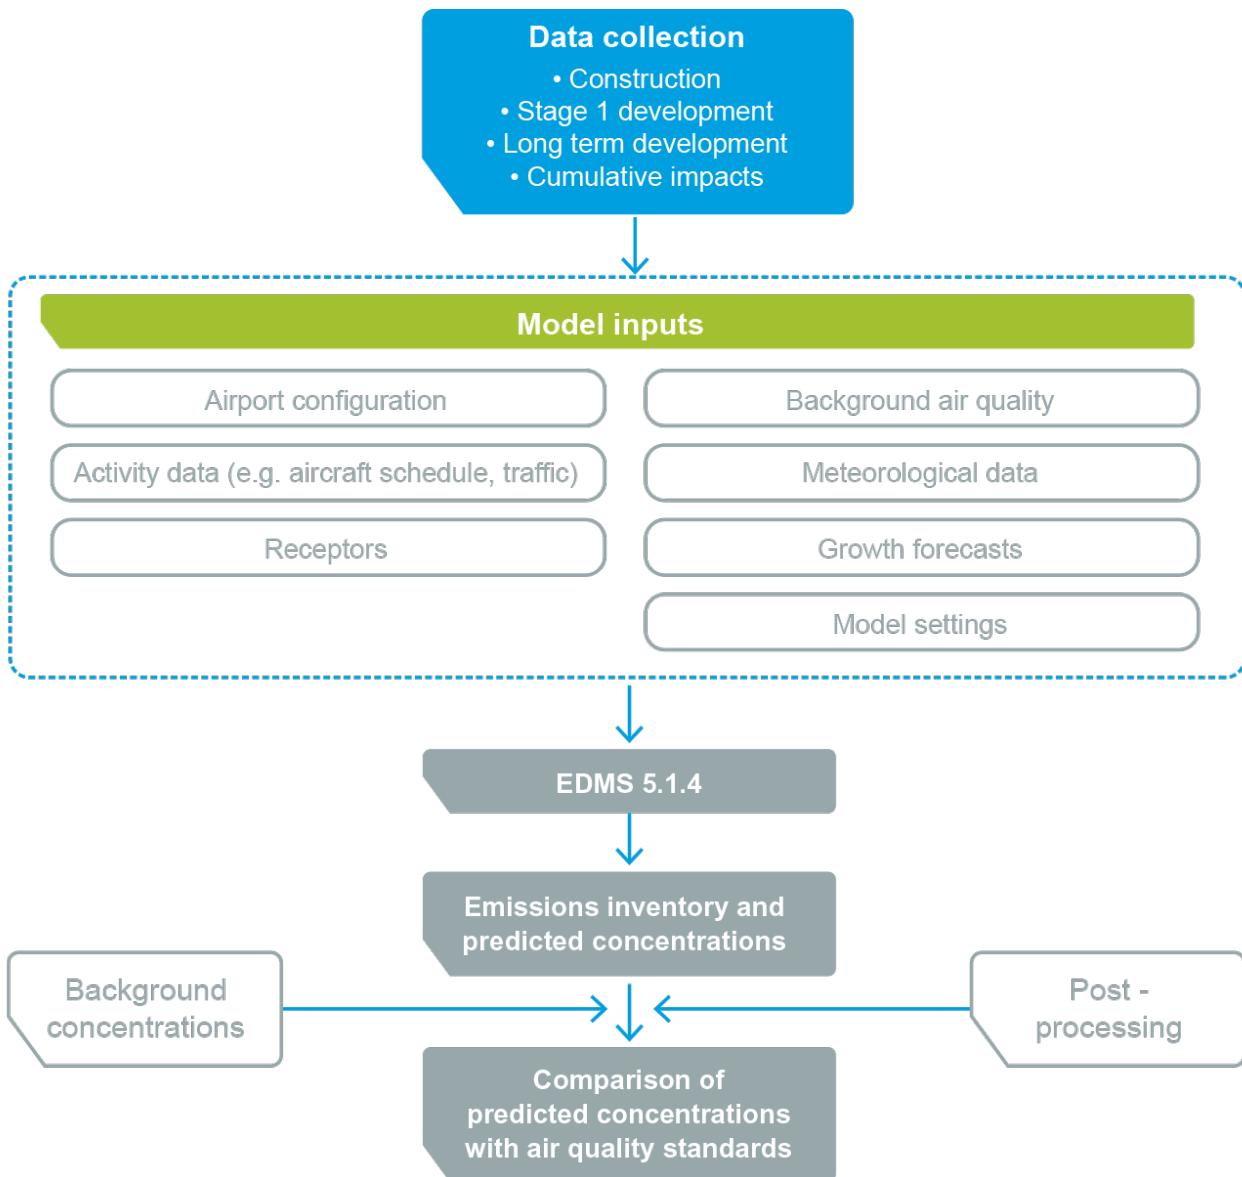 Data collection
• Construction
• Stage 1 development
• Long term development
• Cumulative impacts
Model inputs
Airport configuration
Background air quality
Activity data (e.g. aircraft schedule, traffic)
Meteorological data
Receptors
Growth forecasts
Model settings
EDMS 5.1.4
Emissions inventory and
predicted concentrations
Background
concentrations
Post -
processing
Comparison of
predicted concentrations
with air quality standards